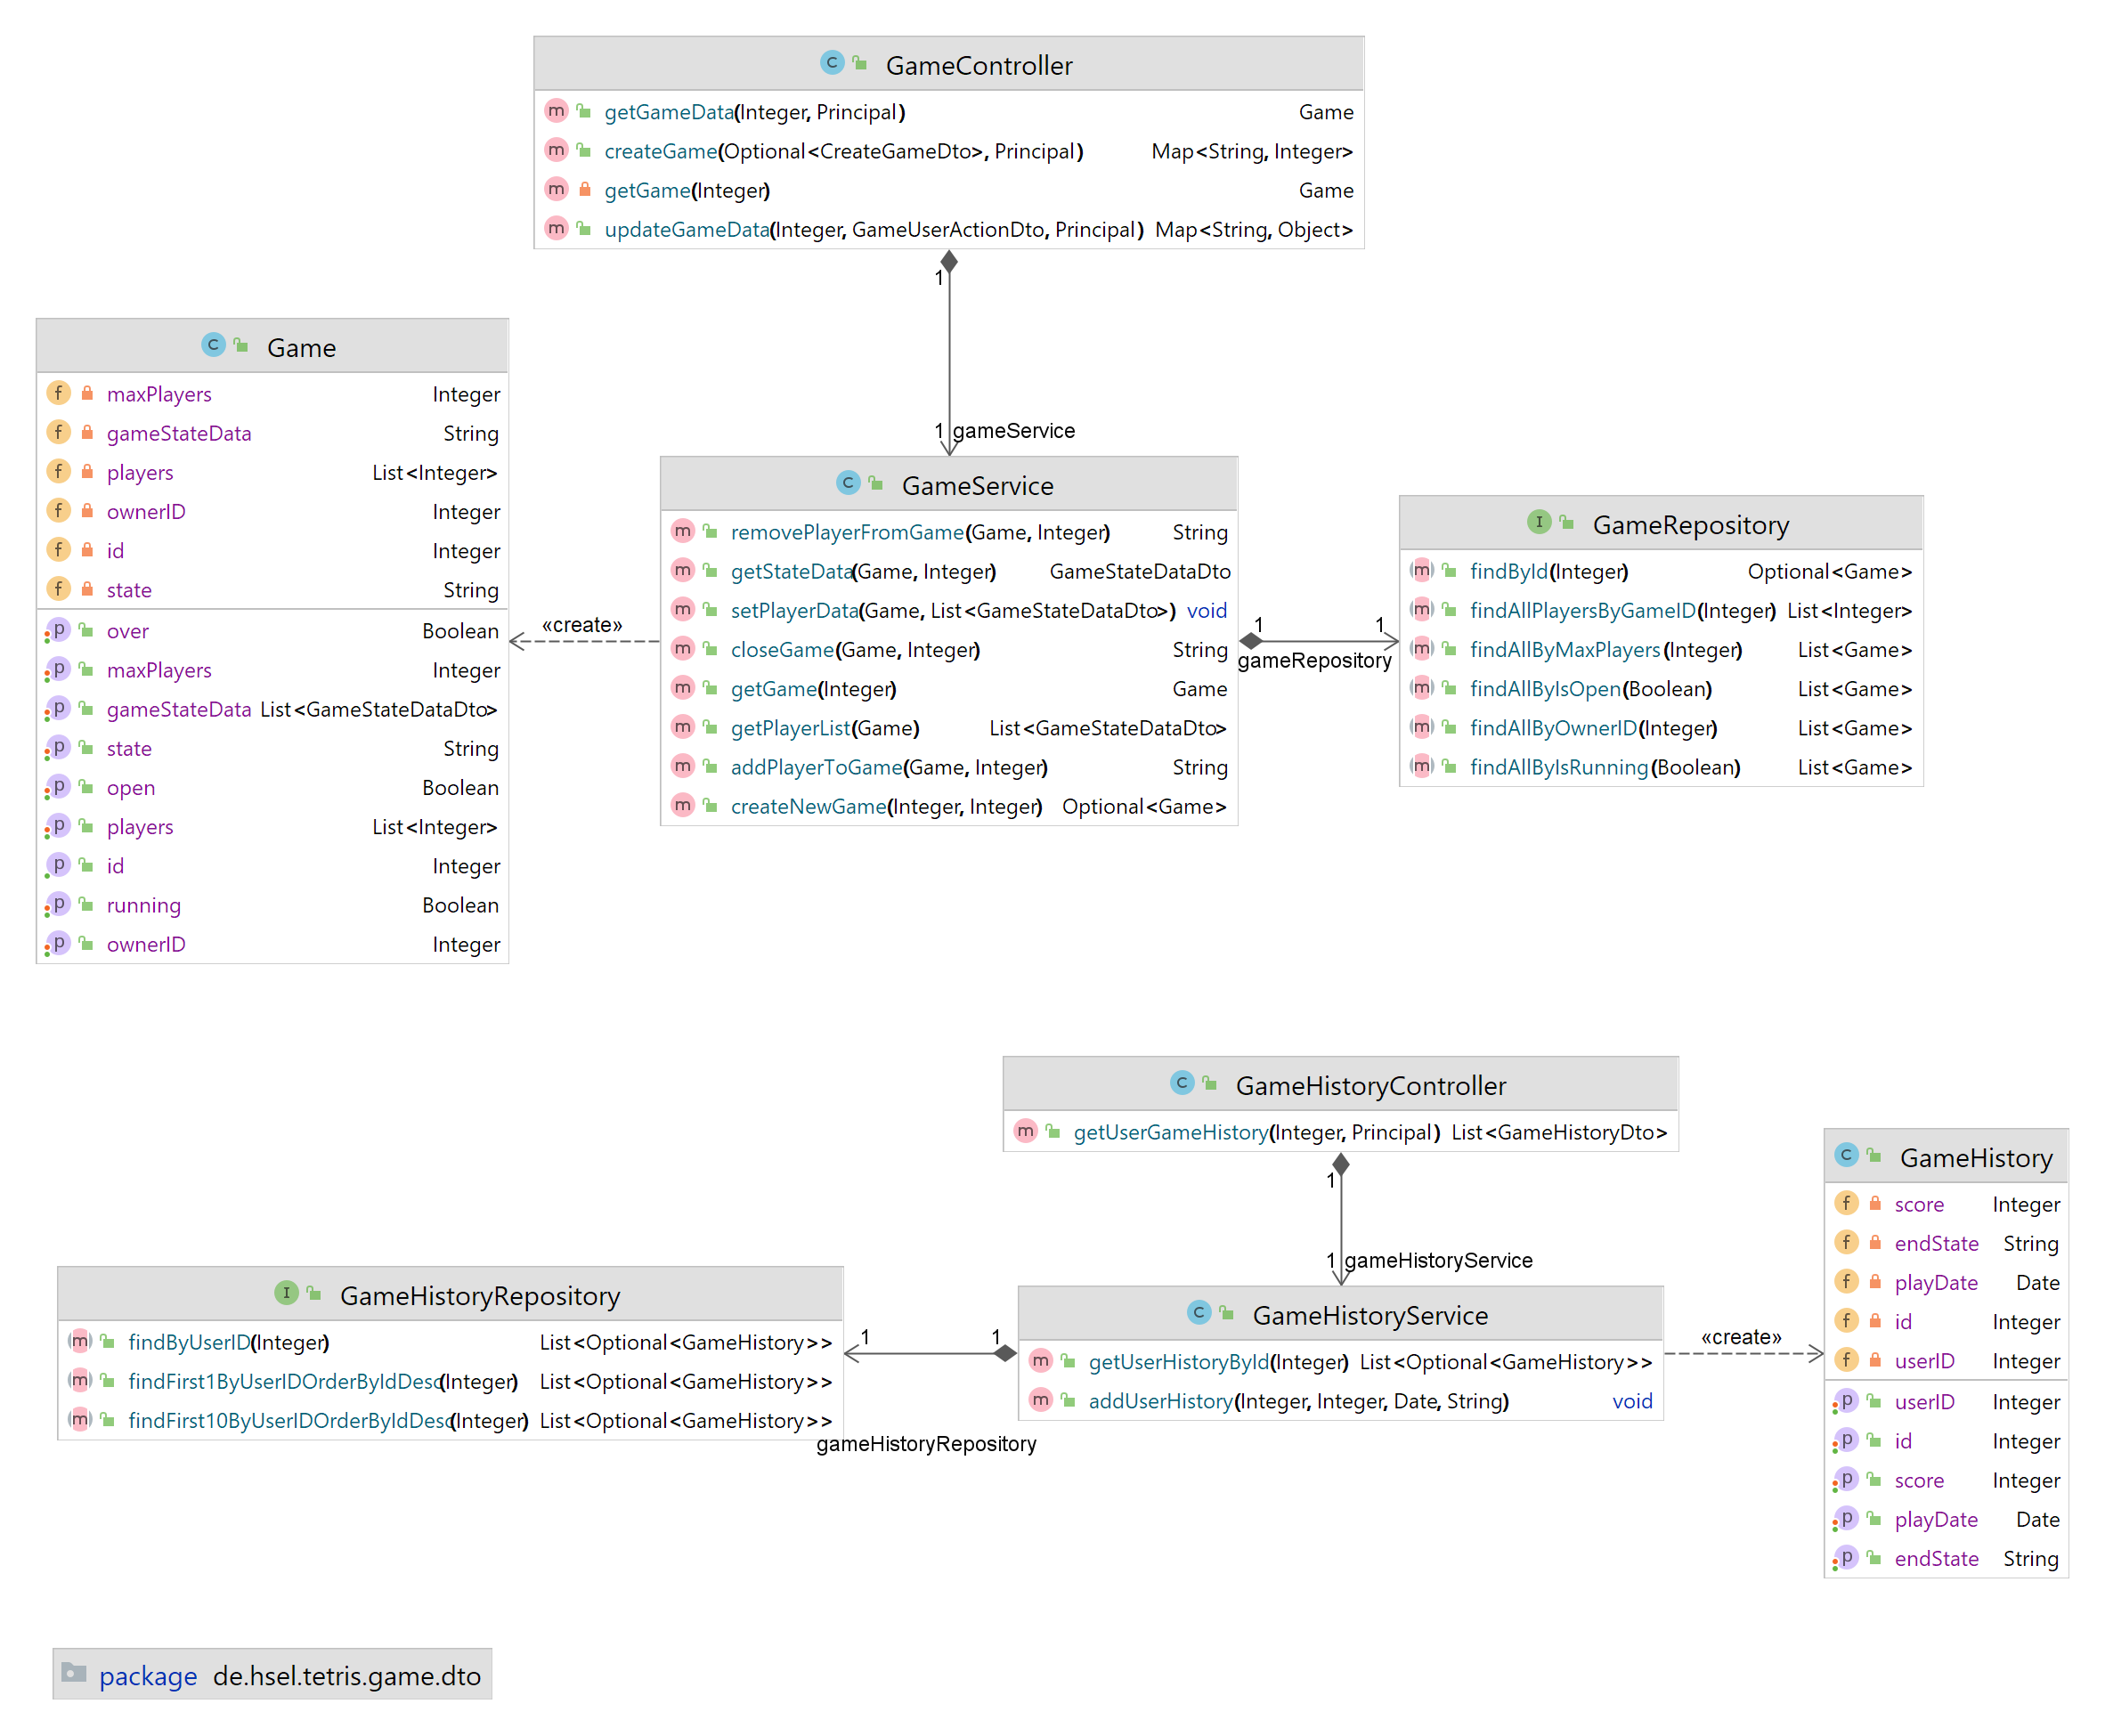 GameController
getGameData(Integer, Principal) Game
createGame(Optional<CreateGameDto>, Principal) Map<String, Integer>
getGame(Integer) Game
updateGameData(Integer, GameUserActionDto, Principal) Map<String, Object>
1
1 gameService
Game
maxPlayers Integer
gameStateData String
players List<Integer>
ownerID Integer
id Integer
state String
over Boolean
maxPlayers Integer
gameStateData List<GameStateDataDto>
state String
open Boolean
players List<Integer>
id Integer
running Boolean
ownerID Integer
«create»
GameService
removePlayerFromGame(Game, Integer) String
getStateData(Game, Integer) GameStateDataDto
setPlayerData(Game, List<GameStateDataDto>) void
closeGame(Game, Integer) String
getGame(Integer) Game
getPlayerList(Game) List<GameStateDataDto>
addPlayerToGame(Game, Integer) String
createNewGame(Integer, Integer) Optional<Game>
1 1
gameRepository
GameRepository
findById(Integer) Optional<Game>
findAllPlayersByGameID(Integer) List<Integer>
findAllByMaxPlayers(Integer) List<Game>
findAllByIsOpen(Boolean) List<Game>
findAllByOwnerID(Integer) List<Game>
findAllByIsRunning(Boolean) List<Game>
GameHistoryController
getUserGameHistory(Integer, Principal) List<GameHistoryDto>
1
1 gameHistoryService
GameHistoryRepository
findByUserID(Integer) List<Optional<GameHistory>>
findFirst1ByUserIDOrderByIdDesc(Integer) List<Optional<GameHistory>>
findFirst10ByUserIDOrderByIdDesc(Integer) List<Optional<GameHistory>>
1 1
gameHistoryRepository
GameHistoryService
getUserHistoryById(Integer) List<Optional<GameHistory>>
addUserHistory(Integer, Integer, Date, String) void
«create»
GameHistory
score Integer
endState String
playDate Date
id Integer
userID Integer
userID Integer
id Integer
score Integer
playDate Date
endState String
package de.hsel.tetris.game.dto